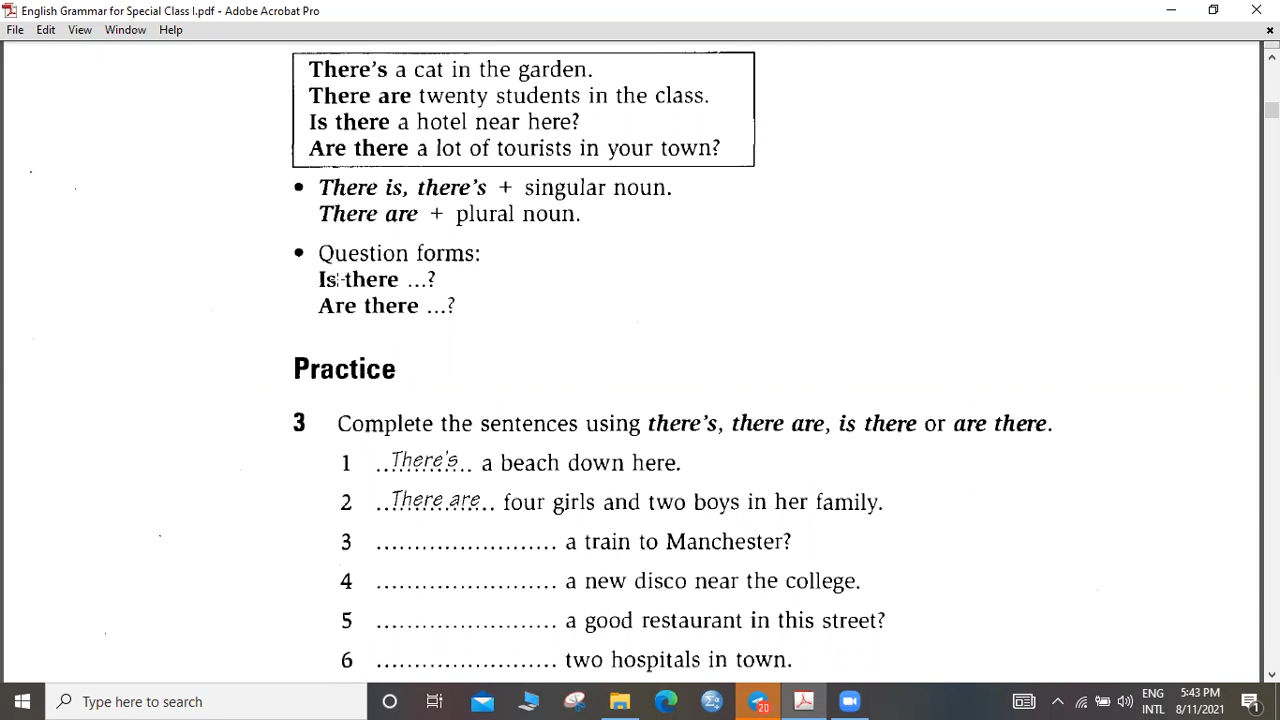 English Grammar for Special Class I.pdf - Adobe Acrobat Pro
File Edit View Window Help
There's a cat in the garden.
There are twenty students in the class.
Is there a hotel near here?
Are there a lot of tourists in your town?
• There is, there's + singular noun.
There are + plural noun.
• Question forms:
Is there ...?
Are there ...?
Practice
3 Complete the sentences using there's, there are, is there or are there.
1 ..There's.. a beach down here.
2 ..There are.. four girls and two boys in her family.
3 ........................ a train to Manchester?
4 ........................ a new disco near the college.
5 ........................ a good restaurant in this street?
6 ........................ two hospitals in town.
Type here to search
20
ENG
INTL
5:43 PM
8/11/2021
1